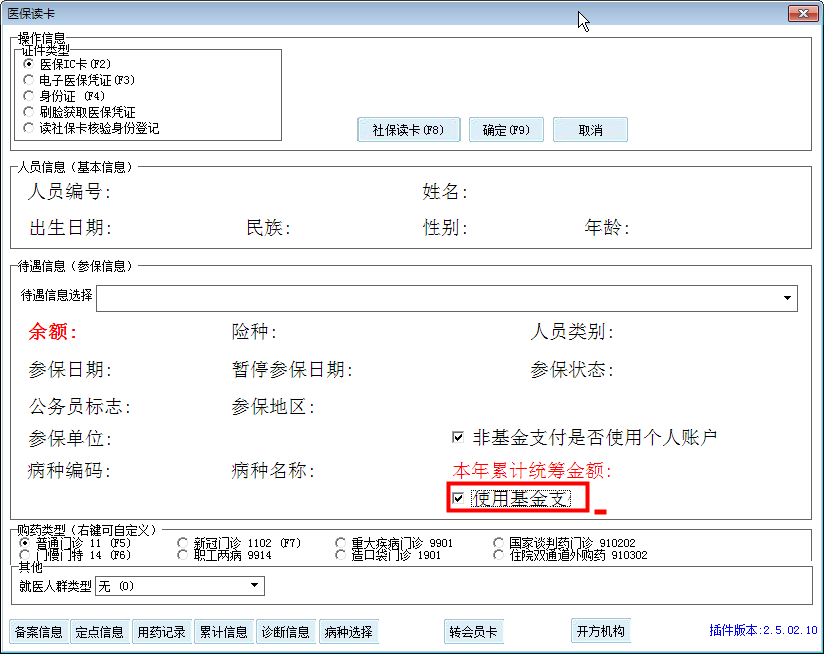 医保读卡
操作信息
证件类型
医保IC卡(F2)
电子医保凭证(F3)
身份证 (F4)
刷脸获取医保凭证
读社保卡核验身份登记
社保读卡(F8) 确定(F9) 取消
人员信息（基本信息）
人员编号: 姓名:
出生日期: 民族: 性别: 年龄:
待遇信息（参保信息）
待遇信息选择
余额: 险种: 人员类别:
参保日期: 暂停参保日期: 参保状态:
公务员标志: 参保地区:
参保单位: 非基金支付是否使用个人账户
病种编码: 病种名称: 本年累计统筹金额:
使用基金支
购药类型（右键可自定义）
普通门诊 11 (F5) 新冠门诊 1102 (F7) 重大疾病门诊 9901 国家谈判药门诊 910202
门慢门特 14 (F6) 职工两病 9914 造口袋门诊 1901 住院双通道外购药 910302
其他
就医人群类型 无 (0)
备案信息 定点信息 用药记录 累计信息 诊断信息 病种选择 转会员卡 开方机构 插件版本:2.5.02.10